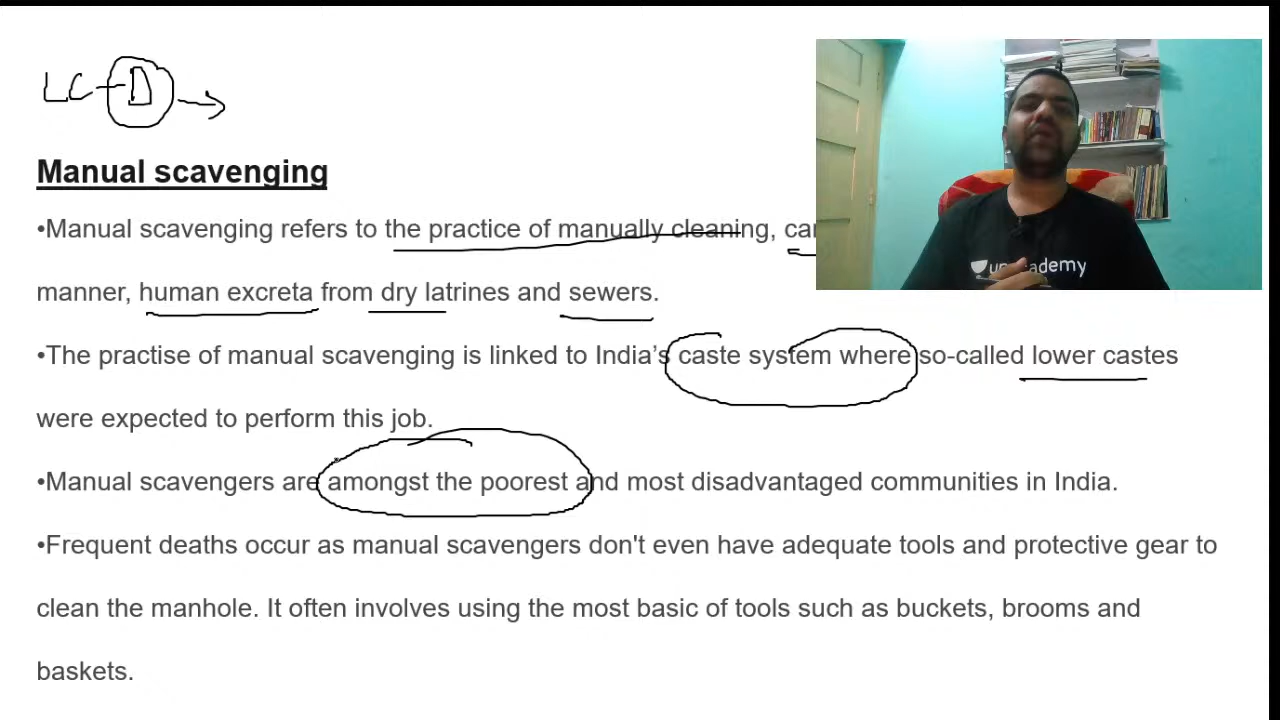 LC - D →
Manual scavenging
•Manual scavenging refers to the practice of manually cleaning,
manner, human excreta from dry latrines and sewers.
unacademy
•The practise of manual scavenging is linked to India's caste system where so-called lower castes
were expected to perform this job.
•Manual scavengers are amongst the poorest and most disadvantaged communities in India.
•Frequent deaths occur as manual scavengers don't even have adequate tools and protective gear to
clean the manhole. It often involves using the most basic of tools such as buckets, brooms and
baskets.